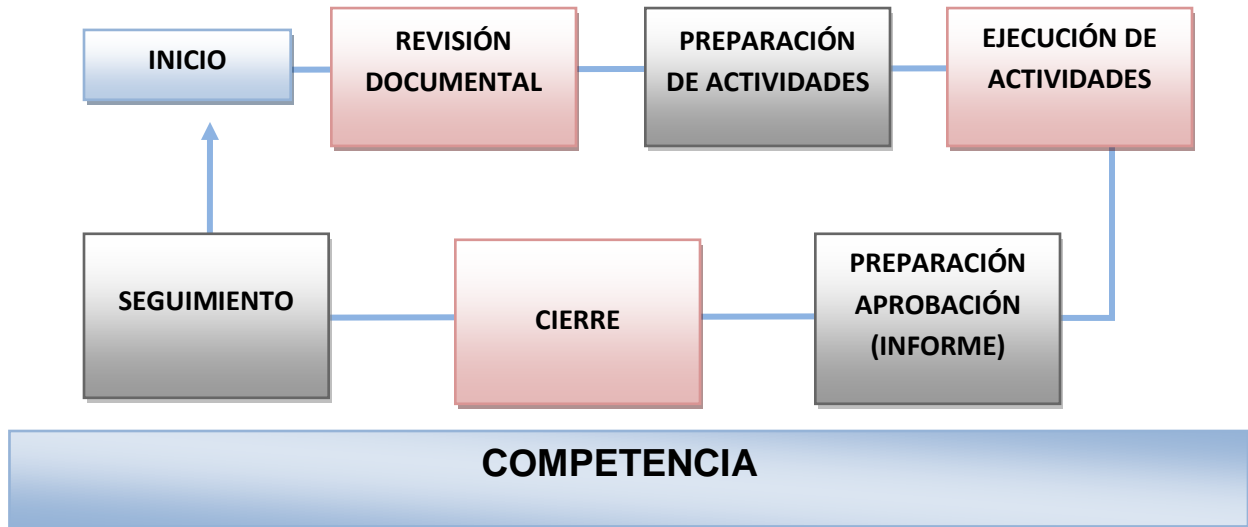 INICIO
REVISIÓN
DOCUMENTAL
PREPARACIÓN
DE ACTIVIDADES
EJECUCIÓN DE
ACTIVIDADES
SEGUIMIENTO
CIERRE
PREPARACIÓN
APROBACIÓN
(INFORME)
COMPETENCIA